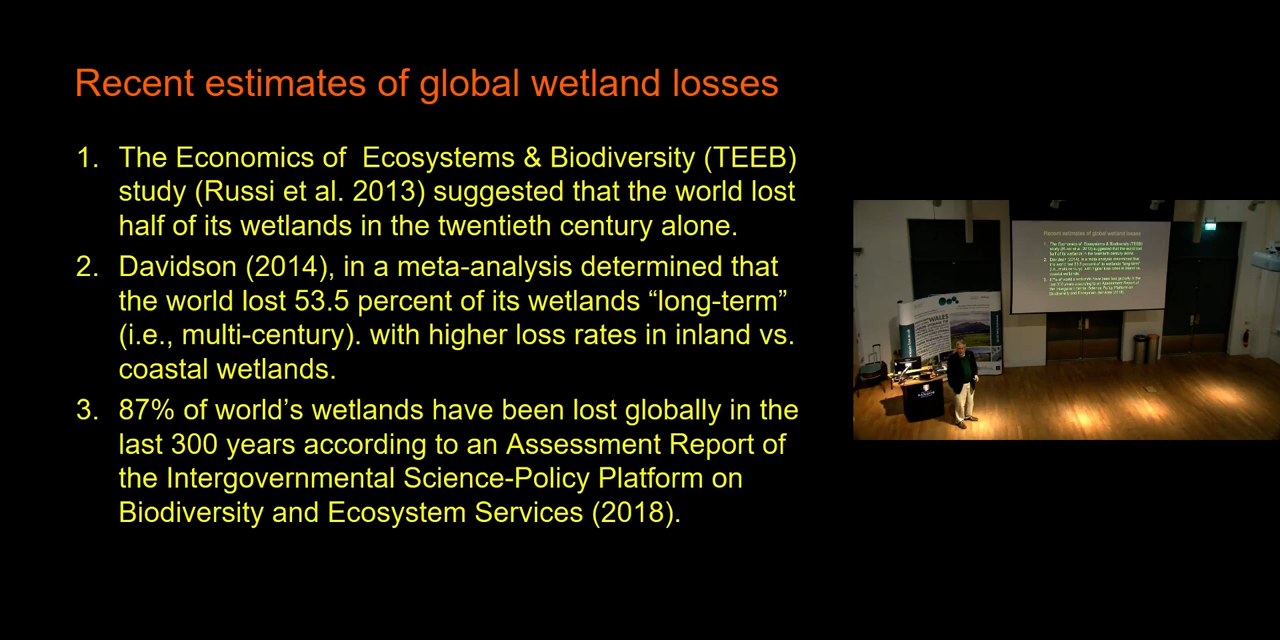 Recent estimates of global wetland losses
1. The Economics of  Ecosystems & Biodiversity (TEEB)
study (Russi et al. 2013) suggested that the world lost
half of its wetlands in the twentieth century alone.
2. Davidson (2014), in a meta-analysis determined that
the world lost 53.5 percent of its wetlands “long-term”
(i.e., multi-century). with higher loss rates in inland vs.
coastal wetlands.
3. 87% of world’s wetlands have been lost globally in the
last 300 years according to an Assessment Report of
the Intergovernmental Science-Policy Platform on
Biodiversity and Ecosystem Services (2018).
Recent estimates of global wetland losses
WALES